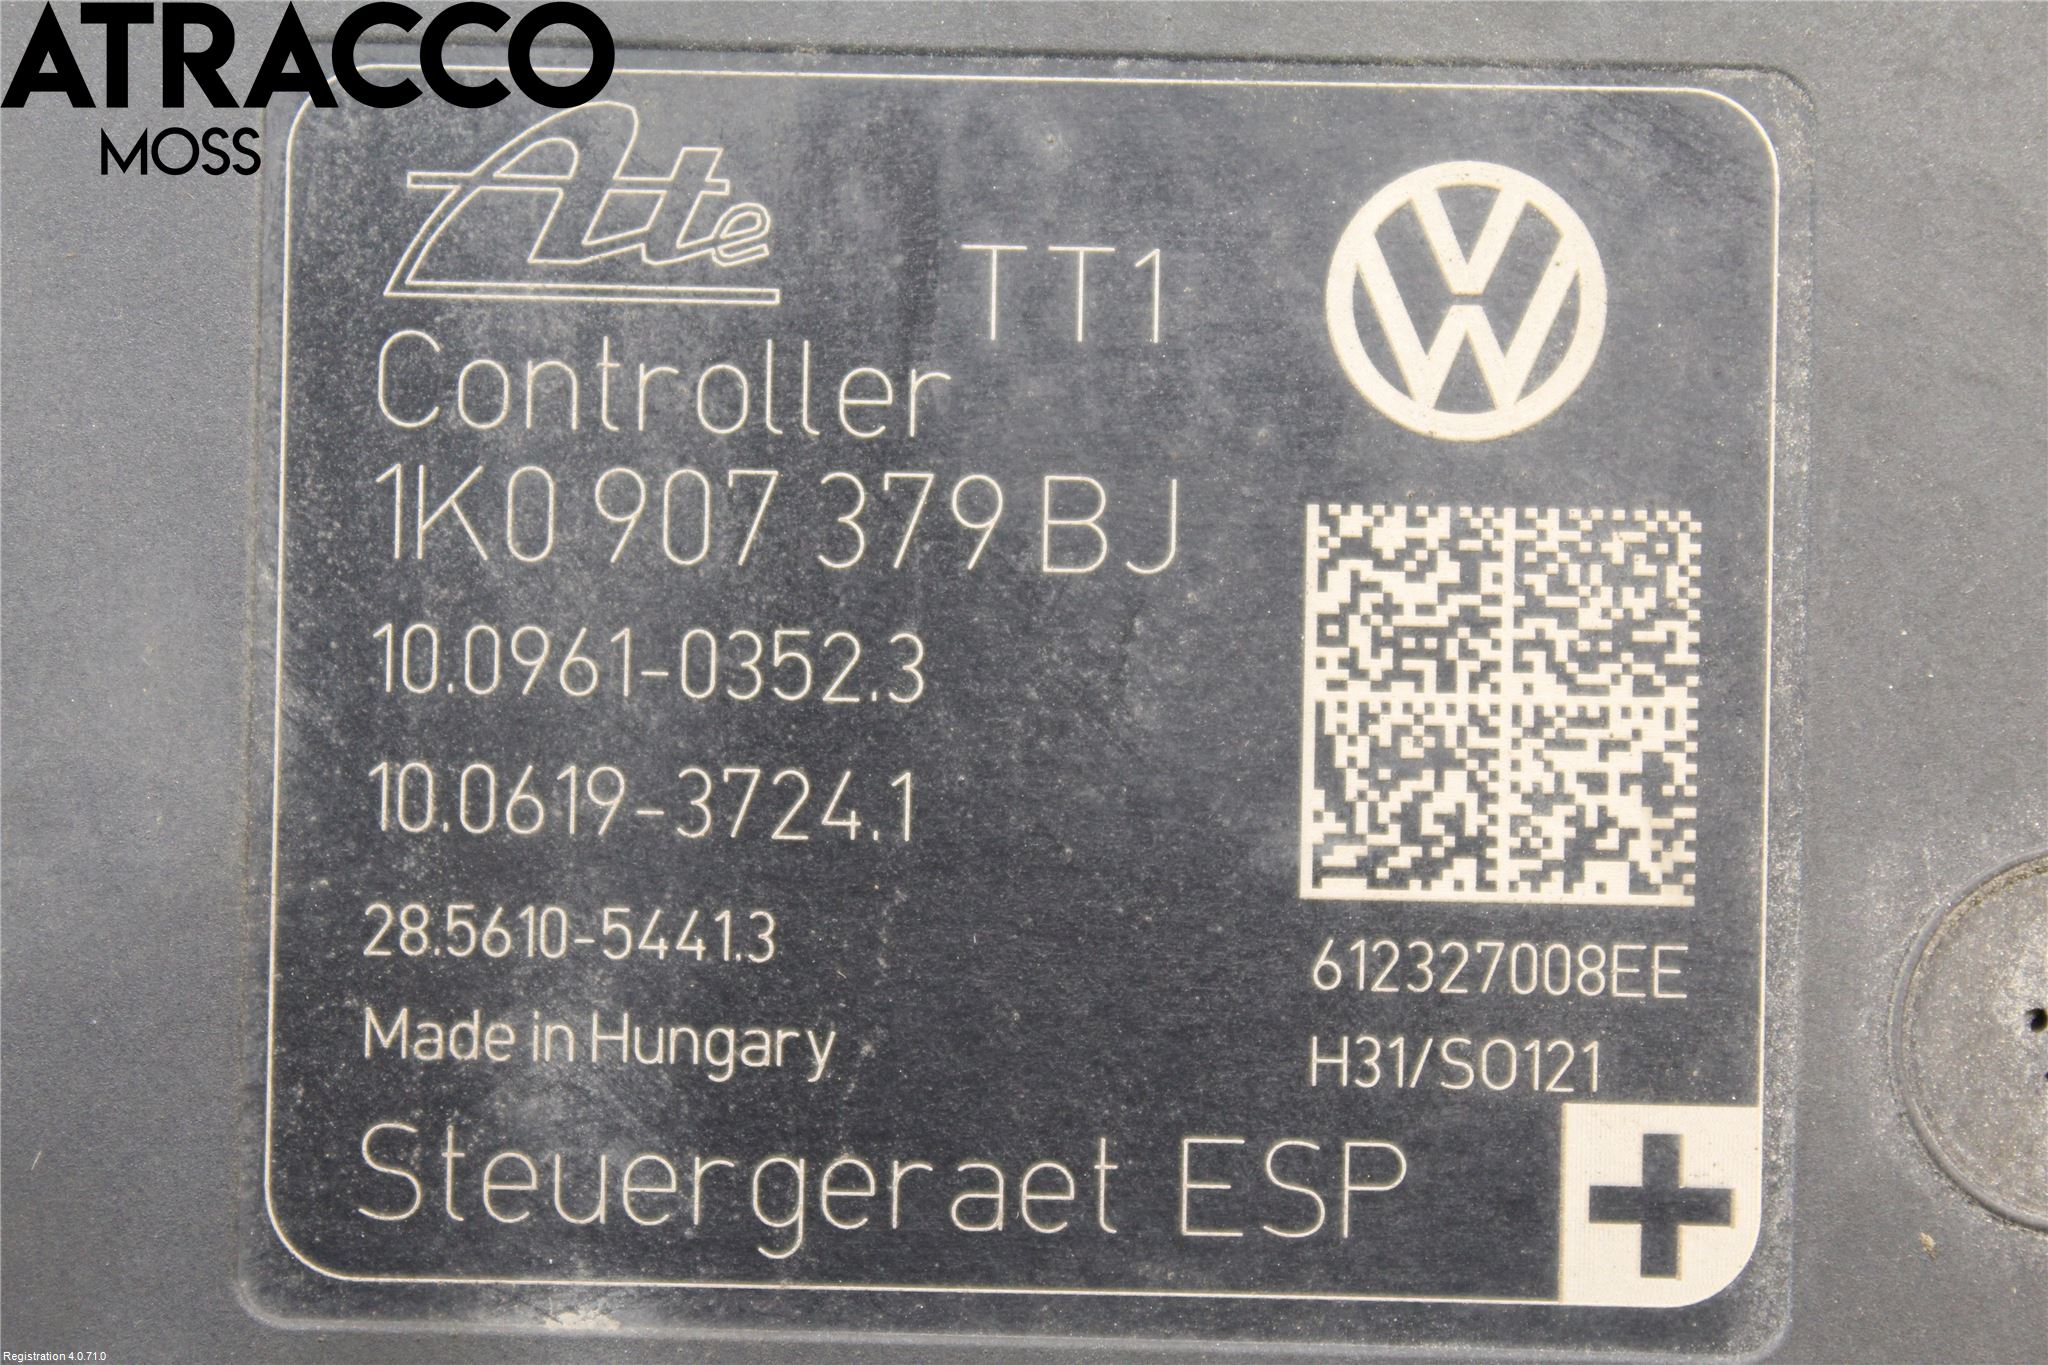 ATRACCO
MOSS
Ate
TT1
Controller
1K0 907 379 BJ
10.0961-0352.3
10.0619-3724.1
28.5610-5441.3
612327008EE
Made in Hungary
H31/SO121
Steuergeraet ESP
Registration 4.0.71.0